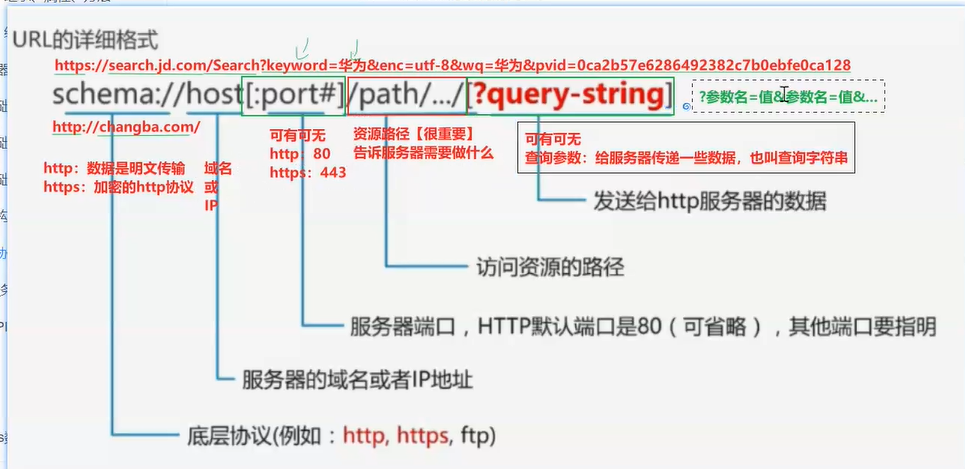 URL的详细格式
https://search.jd.com/Search?keyword=华为&enc=utf-8&wq=华为&pvid=0ca2b57e6286492382c7b0ebfe0ca128
schema://host[:port#]/path/.../[?query-string]
?参数名=值&参数名=值&...
http://changba.com/
可有可无
http：80
https：443
资源路径【很重要】
告诉服务器需要做什么
可有可无
查询参数：给服务器传递一些数据，也叫查询字符串
http：数据是明文传输
https：加密的http协议
域名
或
IP
发送给http服务器的数据
访问资源的路径
服务器端口，HTTP默认端口是80（可省略），其他端口要指明
服务器的域名或者IP地址
底层协议(例如：http, https, ftp)